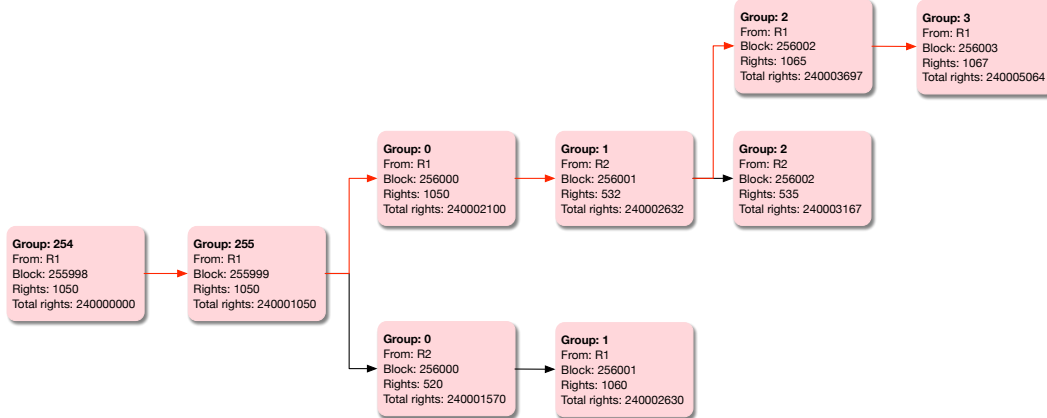 Group: 2
From: R1
Block: 256002
Rights: 1065
Total rights: 240003697
Group: 3
From: R1
Block: 256003
Rights: 1067
Total rights: 240005064
Group: 0
From: R1
Block: 256000
Rights: 1050
Total rights: 240002100
Group: 1
From: R2
Block: 256001
Rights: 532
Total rights: 240002632
Group: 2
From: R2
Block: 256002
Rights: 535
Total rights: 240003167
Group: 254
From: R1
Block: 255998
Rights: 1050
Total rights: 240000000
Group: 255
From: R1
Block: 255999
Rights: 1050
Total rights: 240001050
Group: 0
From: R2
Block: 256000
Rights: 520
Total rights: 240001570
Group: 1
From: R1
Block: 256001
Rights: 1060
Total rights: 240002630